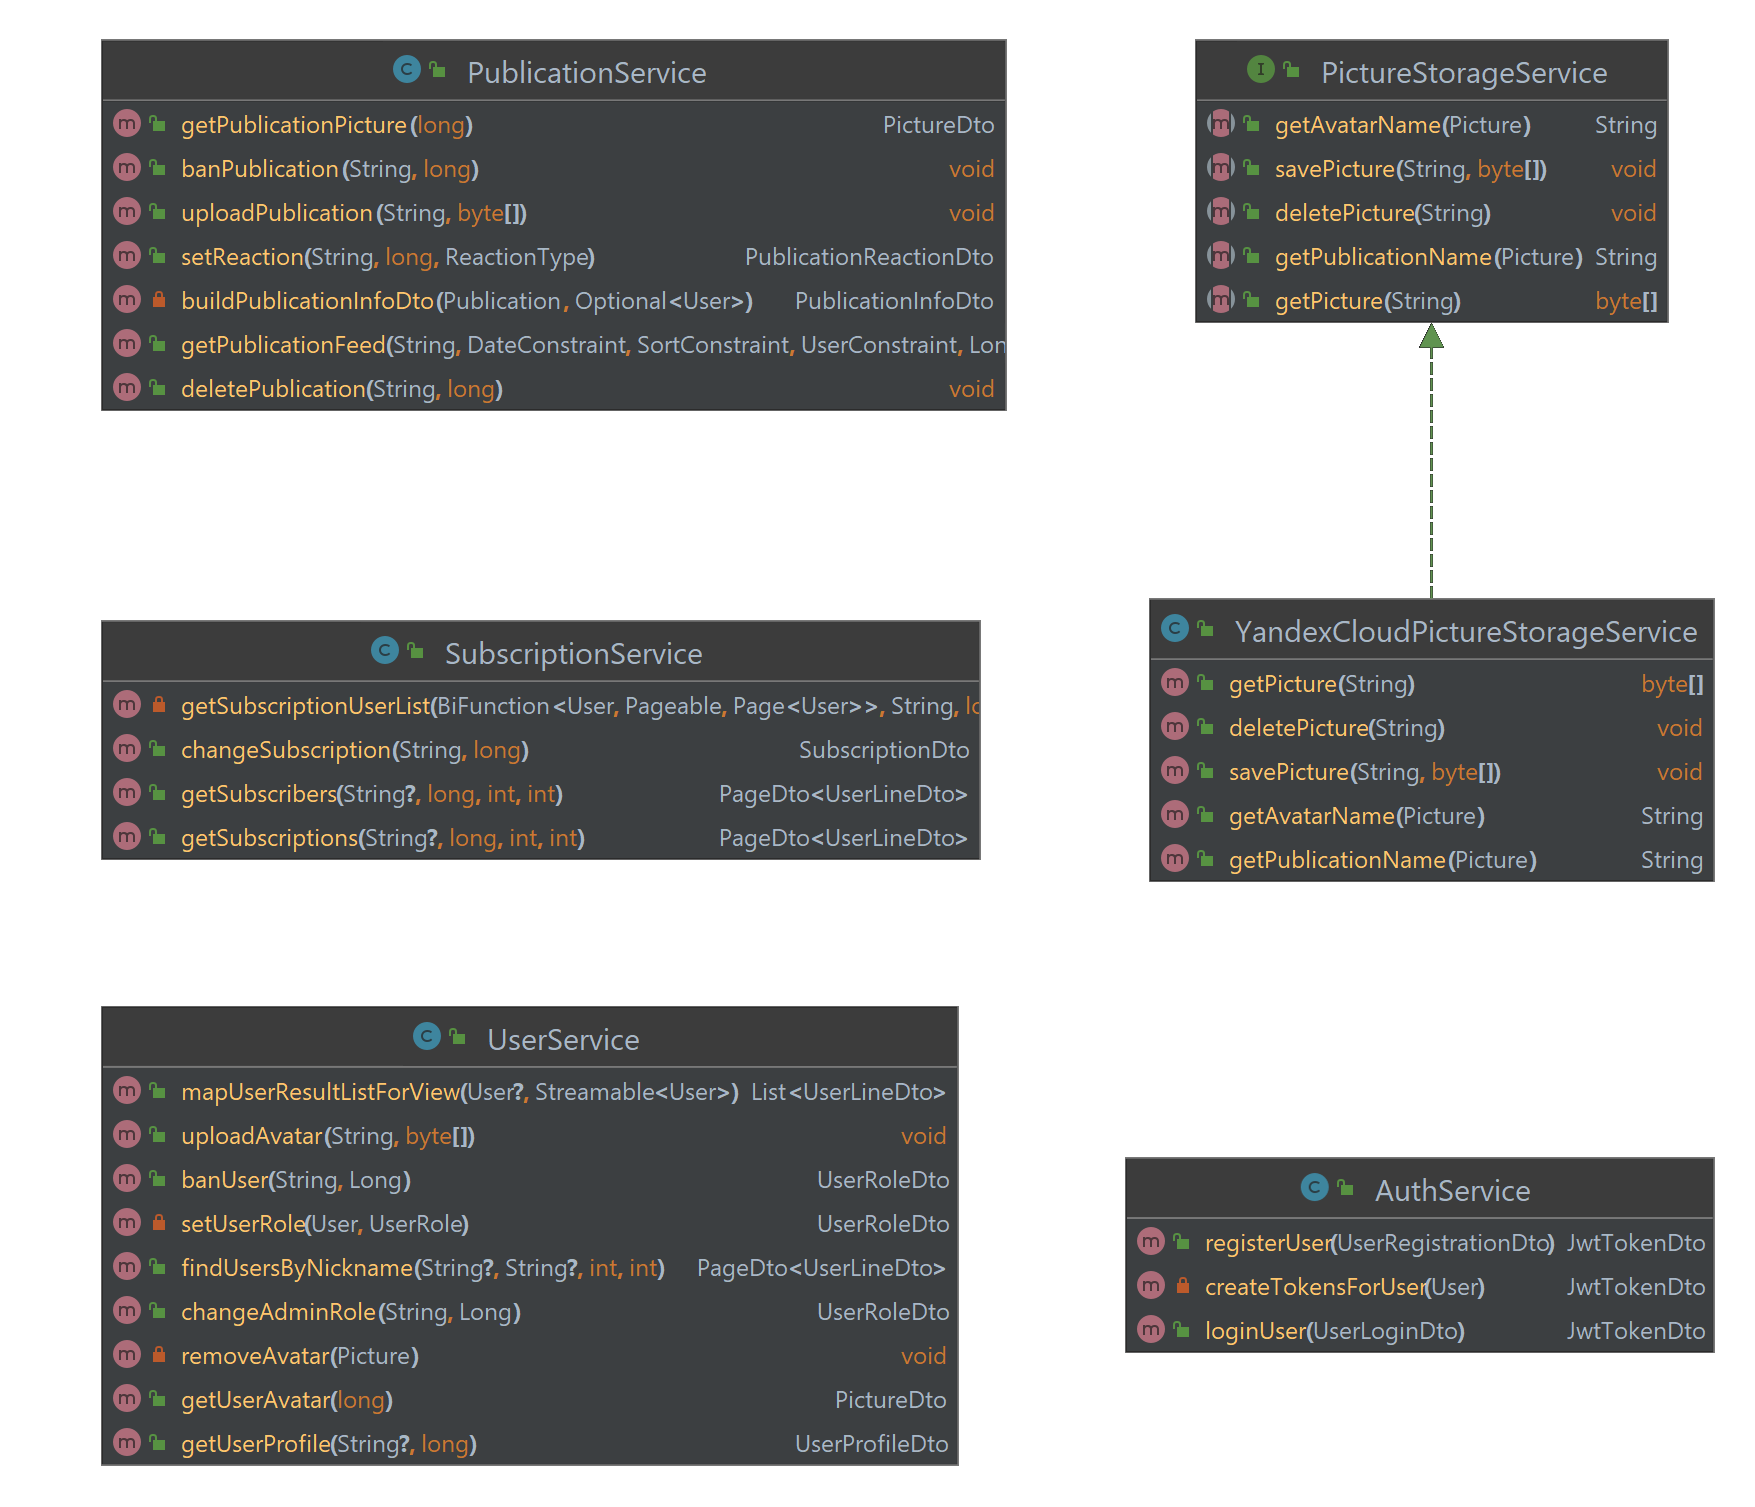 PublicationService
getPublicationPicture(long) PictureDto
banPublication(String, long) void
uploadPublication(String, byte[]) void
setReaction(String, long, ReactionType) PublicationReactionDto
buildPublicationInfoDto(Publication, Optional<User>) PublicationInfoDto
getPublicationFeed(String, DateConstraint, SortConstraint, UserConstraint, Lon
deletePublication(String, long) void
PictureStorageService
getAvatarName(Picture) String
savePicture(String, byte[]) void
deletePicture(String) void
getPublicationName(Picture) String
getPicture(String) byte[]
SubscriptionService
getSubscriptionUserList(BiFunction<User, Pageable, Page<User>>, String, lo
changeSubscription(String, long) SubscriptionDto
getSubscribers(String?, long, int, int) PageDto<UserLineDto>
getSubscriptions(String?, long, int, int) PageDto<UserLineDto>
YandexCloudPictureStorageService
getPicture(String) byte[]
deletePicture(String) void
savePicture(String, byte[]) void
getAvatarName(Picture) String
getPublicationName(Picture) String
UserService
mapUserResultListForView(User?, Streamable<User>) List<UserLineDto>
uploadAvatar(String, byte[]) void
banUser(String, Long) UserRoleDto
setUserRole(User, UserRole) UserRoleDto
findUsersByNickname(String?, String?, int, int) PageDto<UserLineDto>
changeAdminRole(String, Long) UserRoleDto
removeAvatar(Picture) void
getUserAvatar(long) PictureDto
getUserProfile(String?, long) UserProfileDto
AuthService
registerUser(UserRegistrationDto) JwtTokenDto
createTokensForUser(User) JwtTokenDto
loginUser(UserLoginDto) JwtTokenDto